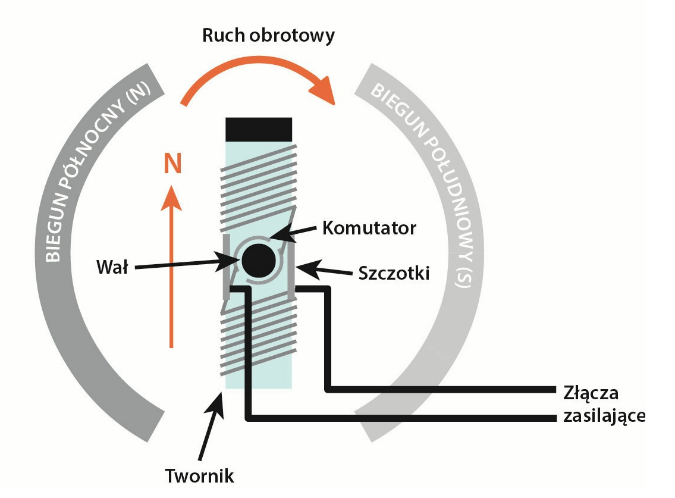 Ruch obrotowy
BIEGUN PÓŁNOCNY (N)
BIEGUN POŁUDNIOWY (S)
N
Komutator
Wał
Szczotki
Złącza
zasilające
Twornik